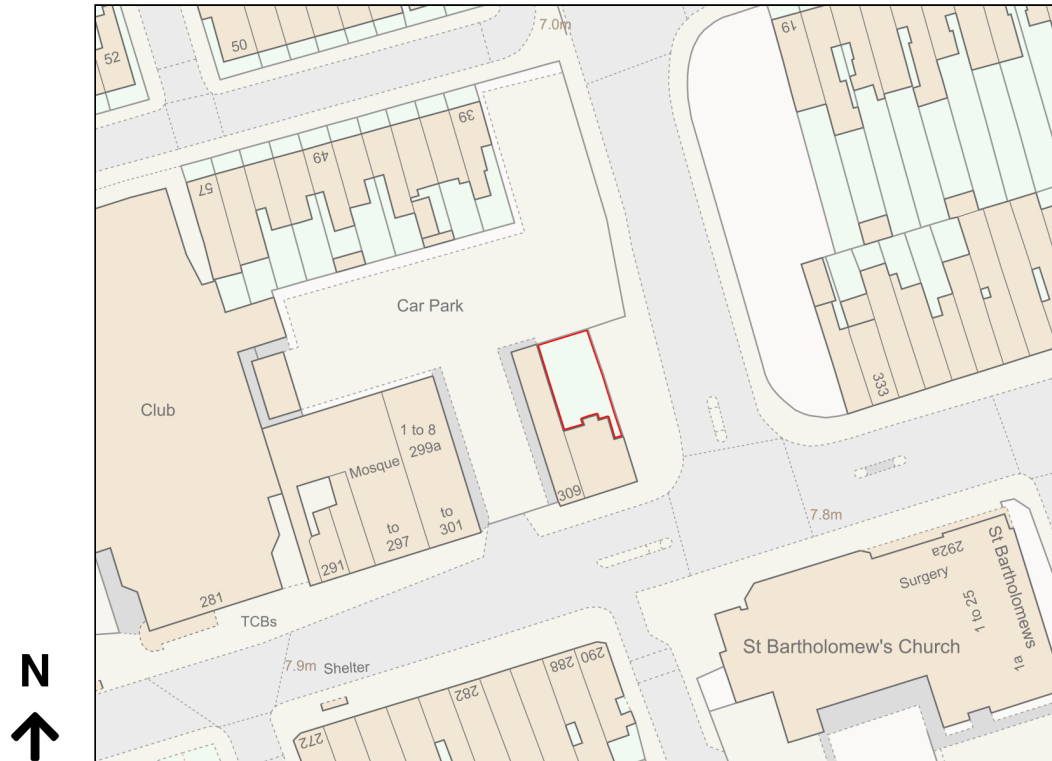 7.0m
52
50
19
39
49
57
Car Park
333
Club
1 to 8
299a
Mosque
309
to
301
to
297
291
7.8m
292a
Surgery
St Bartholomews
1 to 25
1a
281
TCBs
St Bartholomew's Church
N
7.9m
Shelter
290
288
282
272